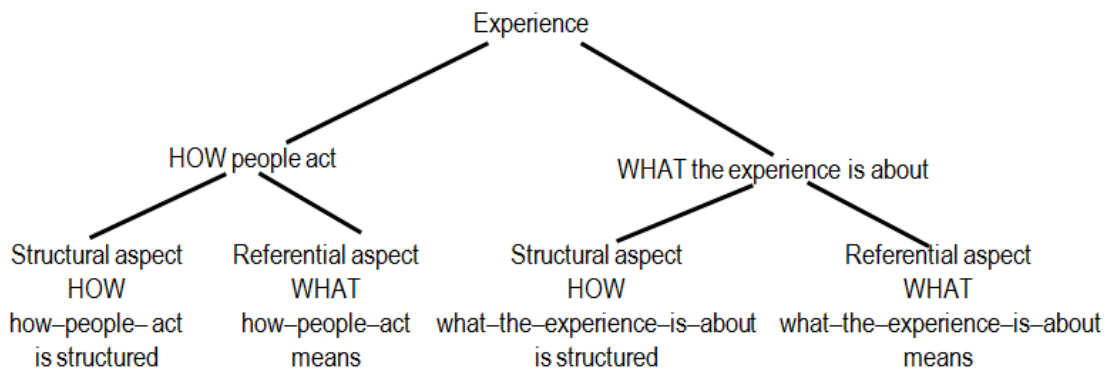 Experience
HOW people act
WHAT the experience is about
Structural aspect
HOW
how–people– act
is structured
Referential aspect
WHAT
how–people–act
means
Structural aspect
HOW
what–the–experience–is–about
is structured
Referential aspect
WHAT
what–the–experience–is–about
means